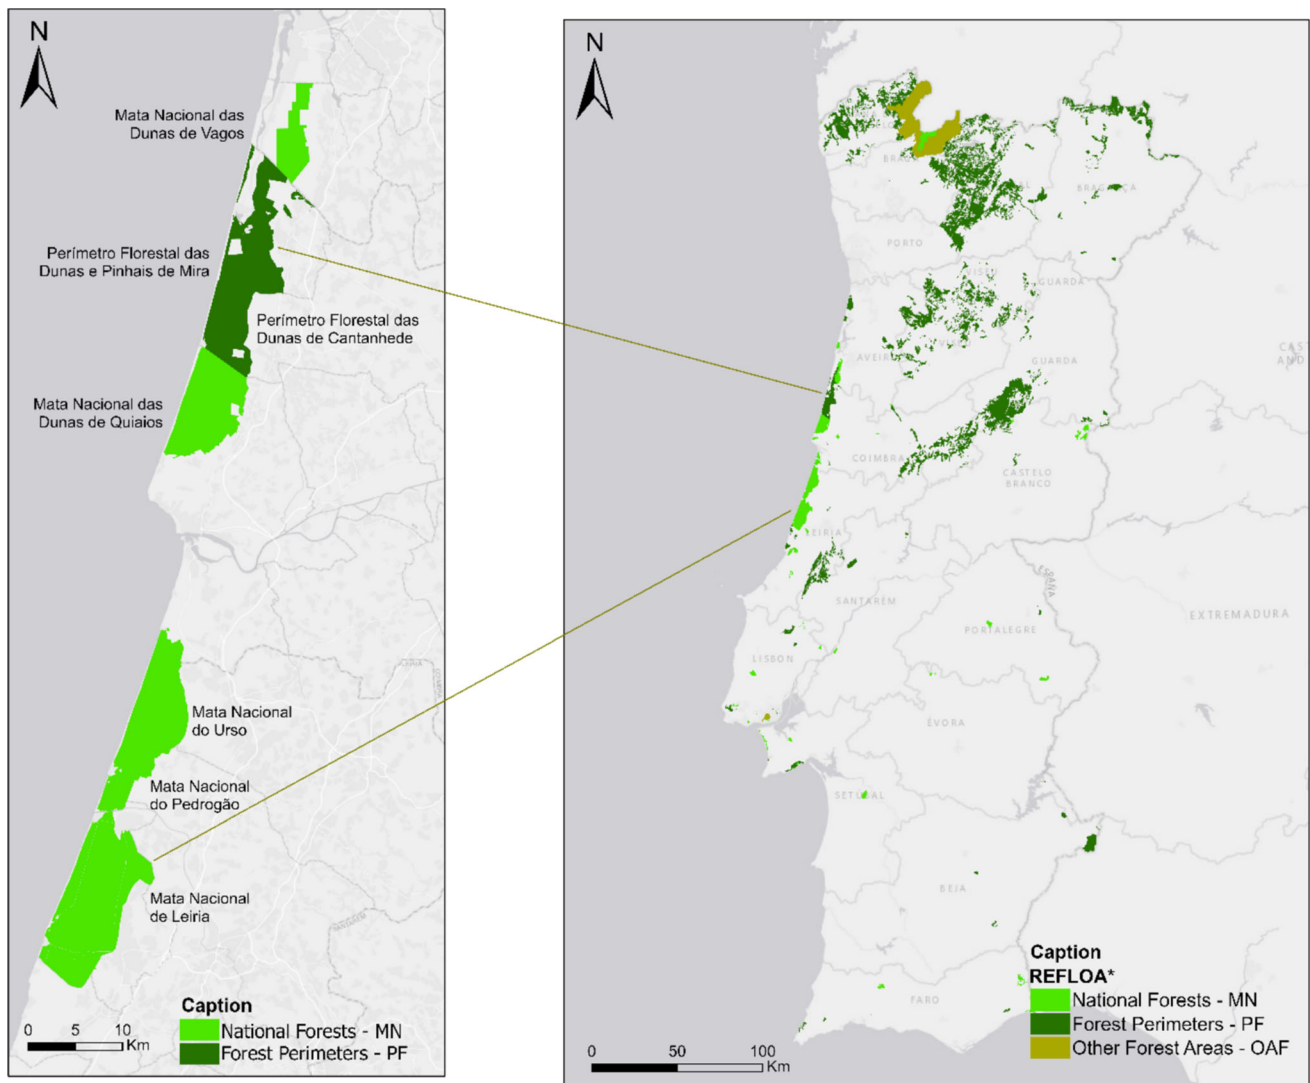 N
Mata Nacional das
Dunas de Vagos
Perímetro Florestal das
Dunas e Pinhais de Mira
Perímetro Florestal das
Dunas de Cantanhede
Mata Nacional das
Dunas de Quiaios
Mata Nacional
do Urso
Mata Nacional
do Pedrogão
Mata Nacional
de Leiria
Caption
National Forests - MN
Forest Perimeters - PF
0 5 10
Km
N
BRAGANÇA
PORTO
VISEU
GUARDA
GUARDA
COIMBRA
CASTELO
BRANCO
SANTARÉM
ESPAÑA
EXTREMADURA
PORTALEGRE
LISBON
ÉVORA
SETÚBAL
BEJA
FARO
Caption
REFLOA*
National Forests - MN
Forest Perimeters - PF
Other Forest Areas - OAF
0 50 100
Km